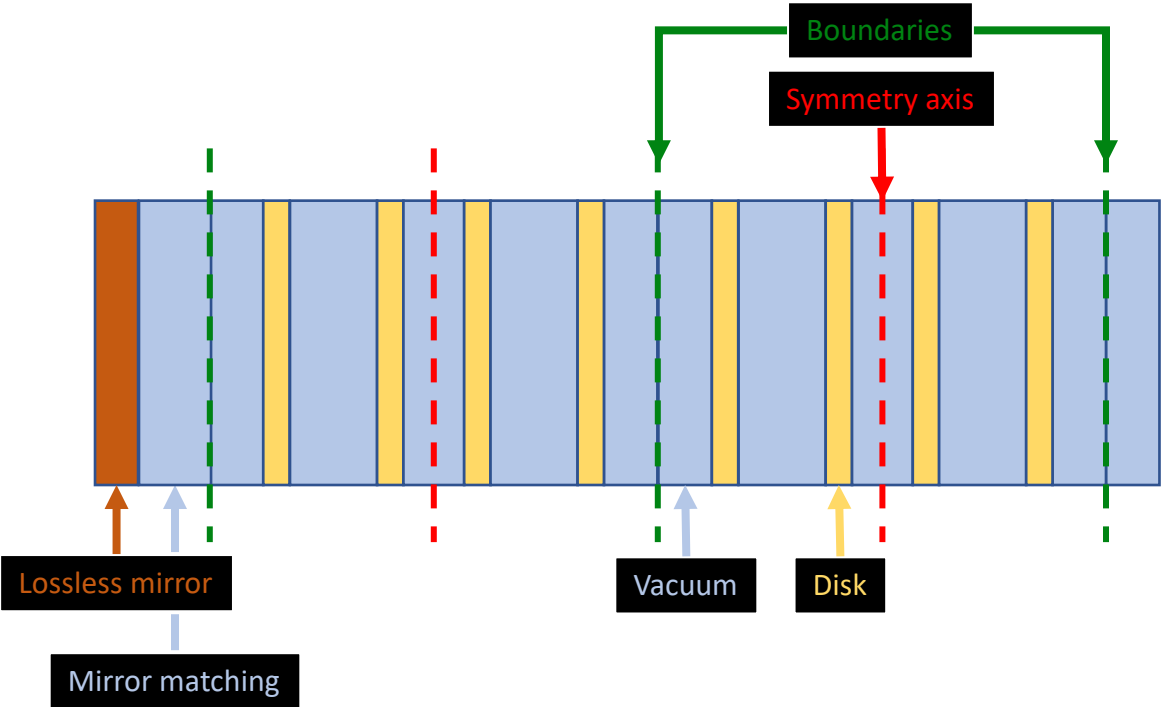 Boundaries
Symmetry axis
Lossless mirror
Vacuum
Disk
Mirror matching